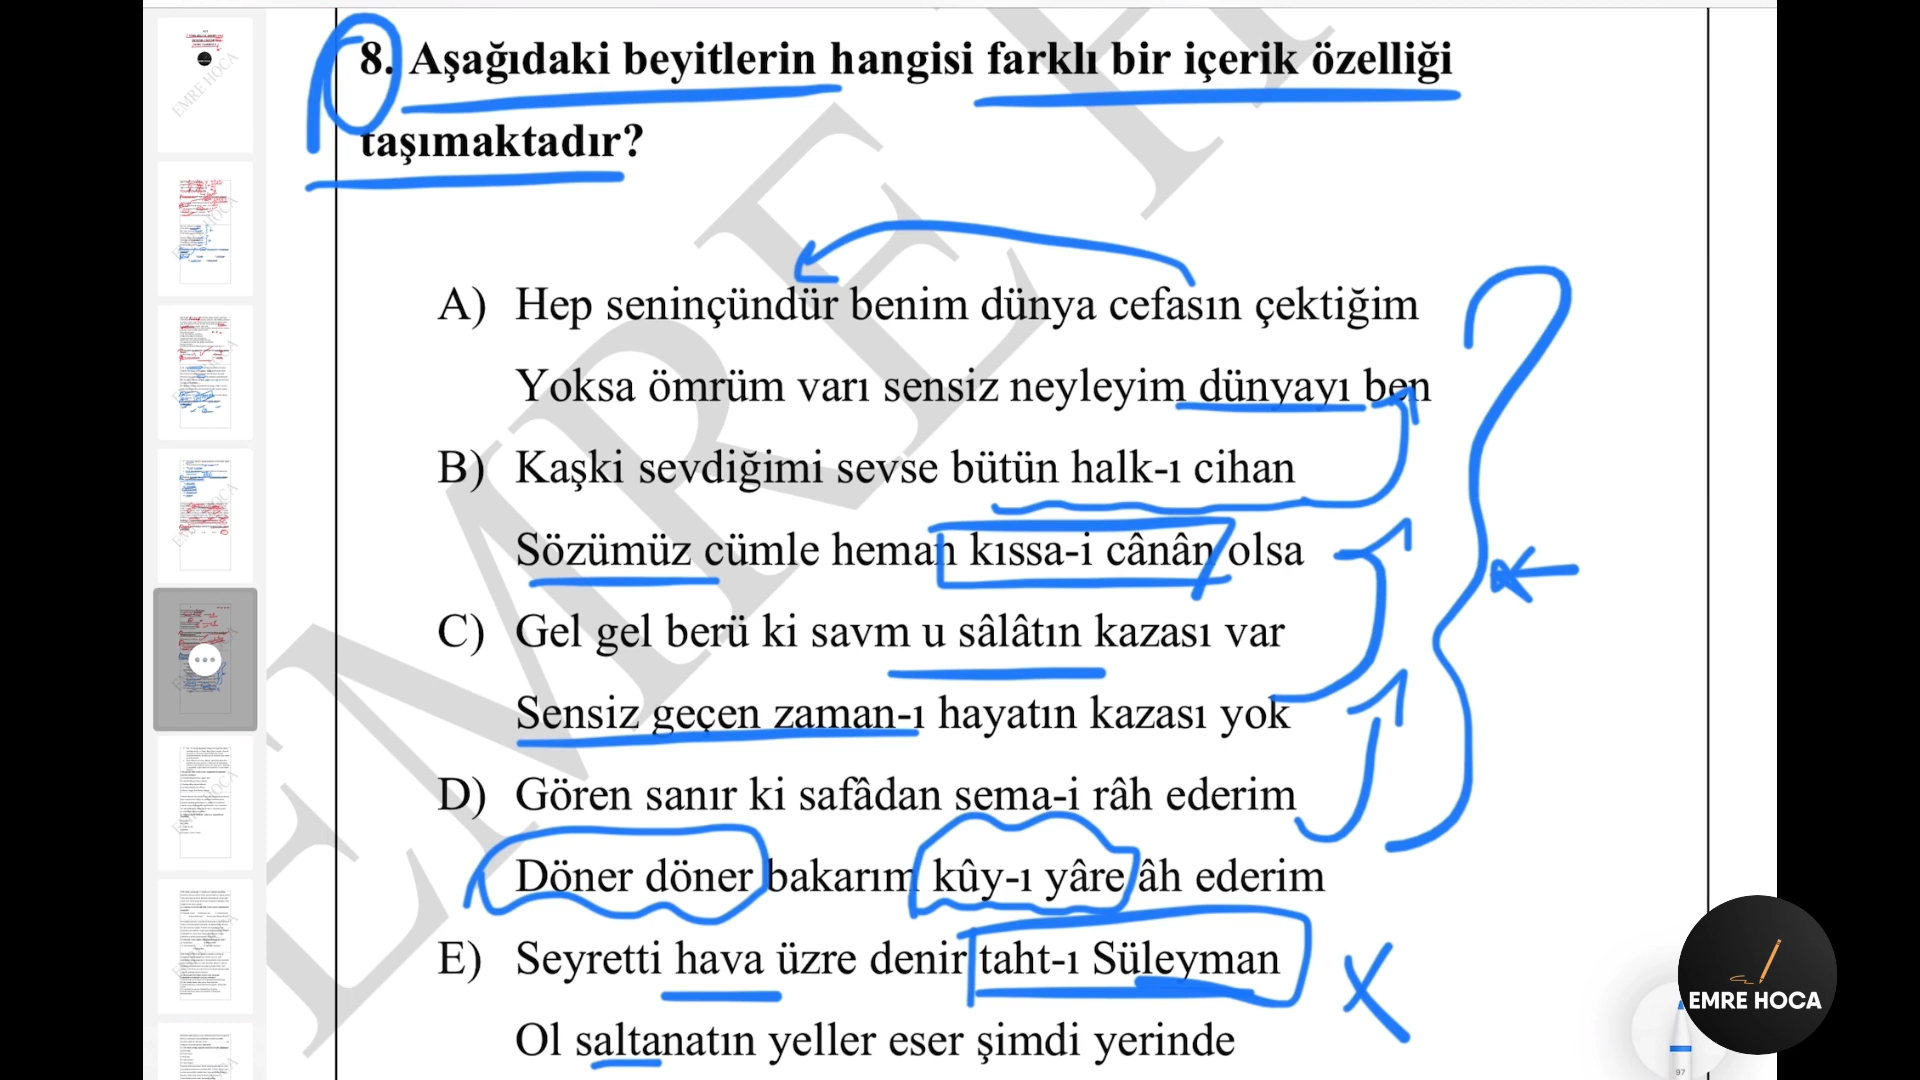 8. Aşağıdaki beyitlerin hangisi farklı bir içerik özelliği
taşımaktadır?
A) Hep seninçündür benim dünya cefasın çektiğim
Yoksa ömrüm varı sensiz neyleyim dünyayı ben
B) Kaşki sevdiğimi sevse bütün halk-ı cihan
Sözümüz cümle heman kıssa-i cânân olsa
C) Gel gel berü ki savm u sâlâtın kazası var
Sensiz geçen zaman-ı hayatın kazası yok
D) Gören sanır ki safâdan sema-i râh ederim
Döner döner bakarım kûy-ı yâre âh ederim
E) Seyretti hava üzre denir taht-ı Süleyman
Ol saltanatın yeller eser şimdi yerinde
EMRE H
EMRE HOCA
97